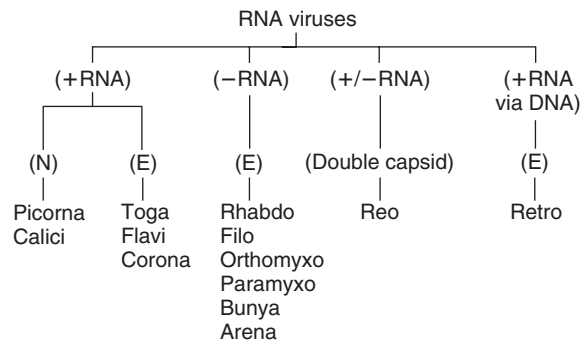 RNA viruses
(+RNA)
(−RNA)
(+/−RNA)
(+RNA
via DNA)
(N)
(E)
(E)
(Double capsid)
(E)
Picorna
Calici
Toga
Flavi
Corona
Rhabdo
Filo
Orthomyxo
Paramyxo
Bunya
Arena
Reo
Retro